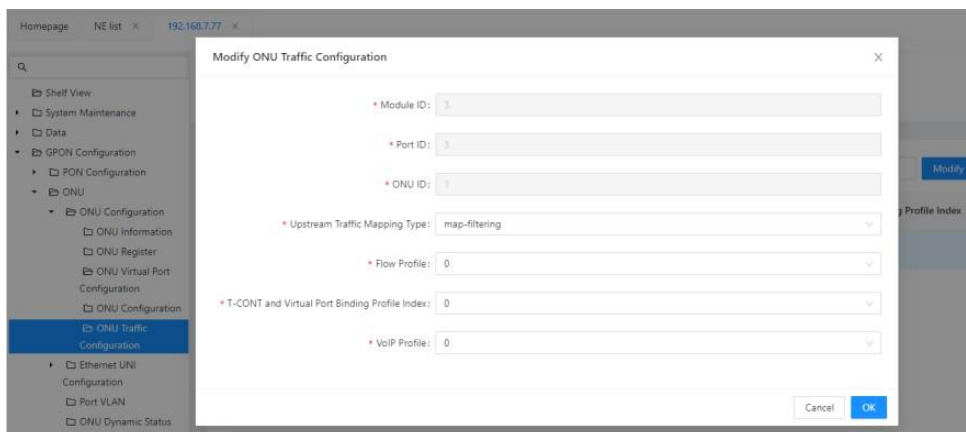 Homepage
NE list ×
192.168.7.77 ×
Modify ONU Traffic Configuration
Shelf View
System Maintenance
Data
GPON Configuration
PON Configuration
ONU
ONU Configuration
ONU Information
ONU Register
ONU Virtual Port
Configuration
ONU Configuration
ONU Traffic
Configuration
Ethernet UNI
Configuration
Port VLAN
ONU Dynamic Status
* Module ID: 3
* Port ID: 3
* ONU ID: 1
* Upstream Traffic Mapping Type: map-filtering
* Flow Profile: 0
* T-CONT and Virtual Port Binding Profile Index: 0
* VoIP Profile: 0
Cancel
OK
Modify
Profile Index